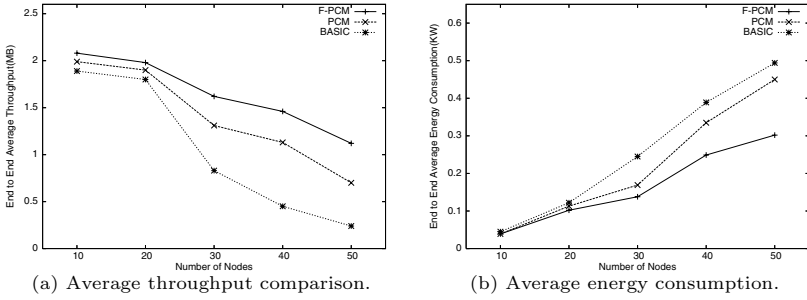 End to End Average Throughput(MB)
2.5
2
1.5
1
0.5
0
10 20 30 40 50
Number of Nodes
F-PCM
PCM
BASIC
(a) Average throughput comparison.
End to End Average Energy Consumption(KW)
0.6
0.5
0.4
0.3
0.2
0.1
0
10 20 30 40 50
Number of Nodes
F-PCM
PCM
BASIC
(b) Average energy consumption.